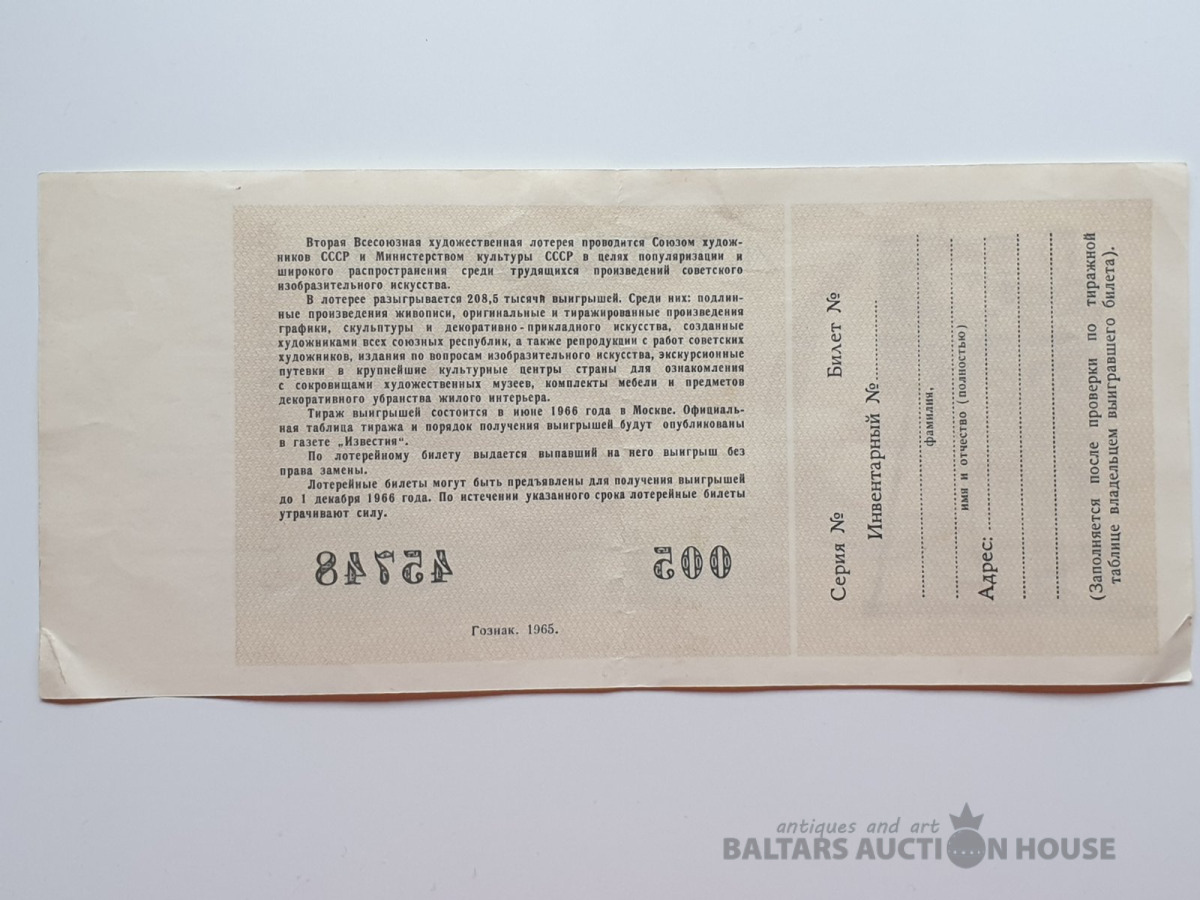 Вторая Всесоюзная художественная лотерея проводится Союзом худож-
ников СССР и Министерством культуры СССР в целях популяризации и
широкого распространения среди трудящихся произведений советского
изобразительного искусства.
В лотерее разыгрывается 208,5 тысячи выигрышей. Среди них: подлин-
ные произведения живописи, оригинальные и тиражированные произведения
графики, скульптуры и декоративно-прикладного искусства, созданные
художниками всех союзных республик, а также репродукции с работ советских
художников, издания по вопросам изобразительного искусства, экскурсионные
путевки в крупнейшие культурные центры страны для ознакомления
с сокровищами художественных музеев, комплекты мебели и предметов
декоративного убранства жилого интерьера.
Тираж выигрышей состоится в июне 1966 года в Москве. Официаль-
ная таблица тиража и порядок получения выигрышей будут опубликованы
в газете „Известия“.
По лотерейному билету выдается выпавший на него выигрыш без
права замены.
Лотерейные билеты могут быть предъявлены для получения выигрышей
до 1 декабря 1966 года. По истечении указанного срока лотерейные билеты
утрачивают силу.
45748 005
Гознак. 1965.
Серия № Билет №
Инвентарный №
фамилия,
имя и отчество (полностью)
Адрес:
(Заполняется после проверки по тиражной
таблице владельцем выигравшего билета).
antiques and art
BALTARS AUCTION HOUSE